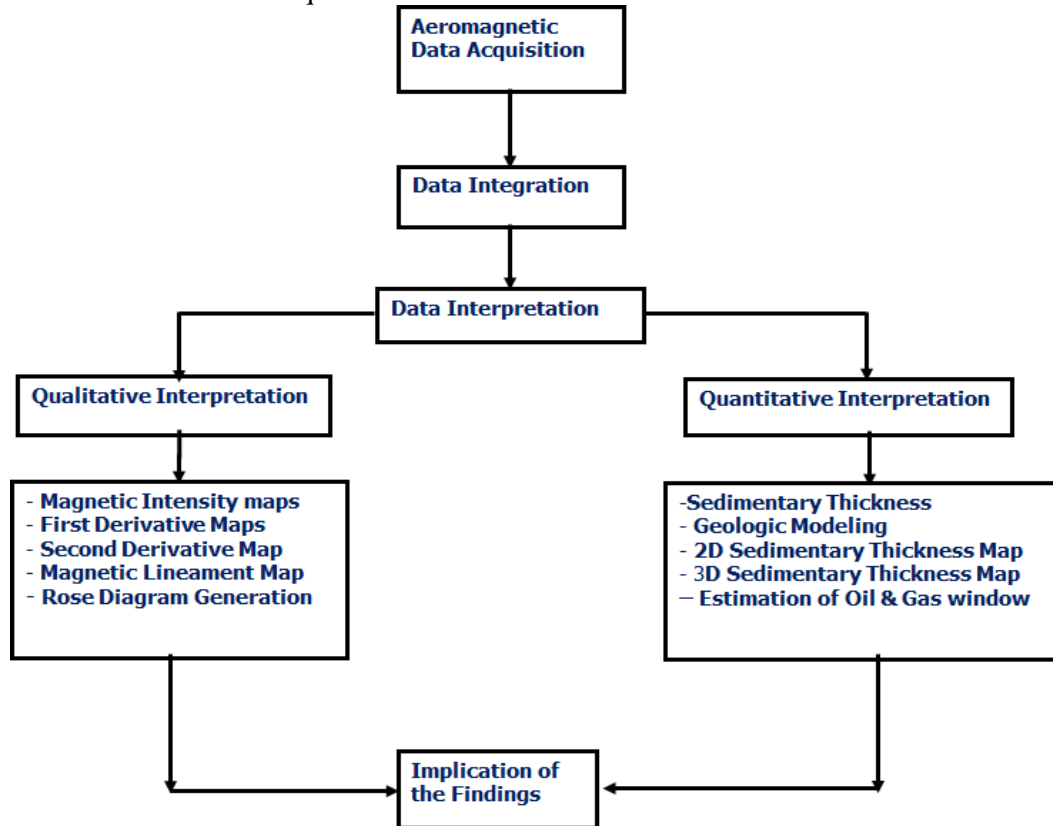 Aeromagnetic
Data Acquisition
Data Integration
Data Interpretation
Qualitative Interpretation
Quantitative Interpretation
- Magnetic Intensity maps
- First Derivative Maps
- Second Derivative Map
- Magnetic Lineament Map
- Rose Diagram Generation
-Sedimentary Thickness
- Geologic Modeling
- 2D Sedimentary Thickness Map
- 3D Sedimentary Thickness Map
– Estimation of Oil & Gas window
Implication of
the Findings